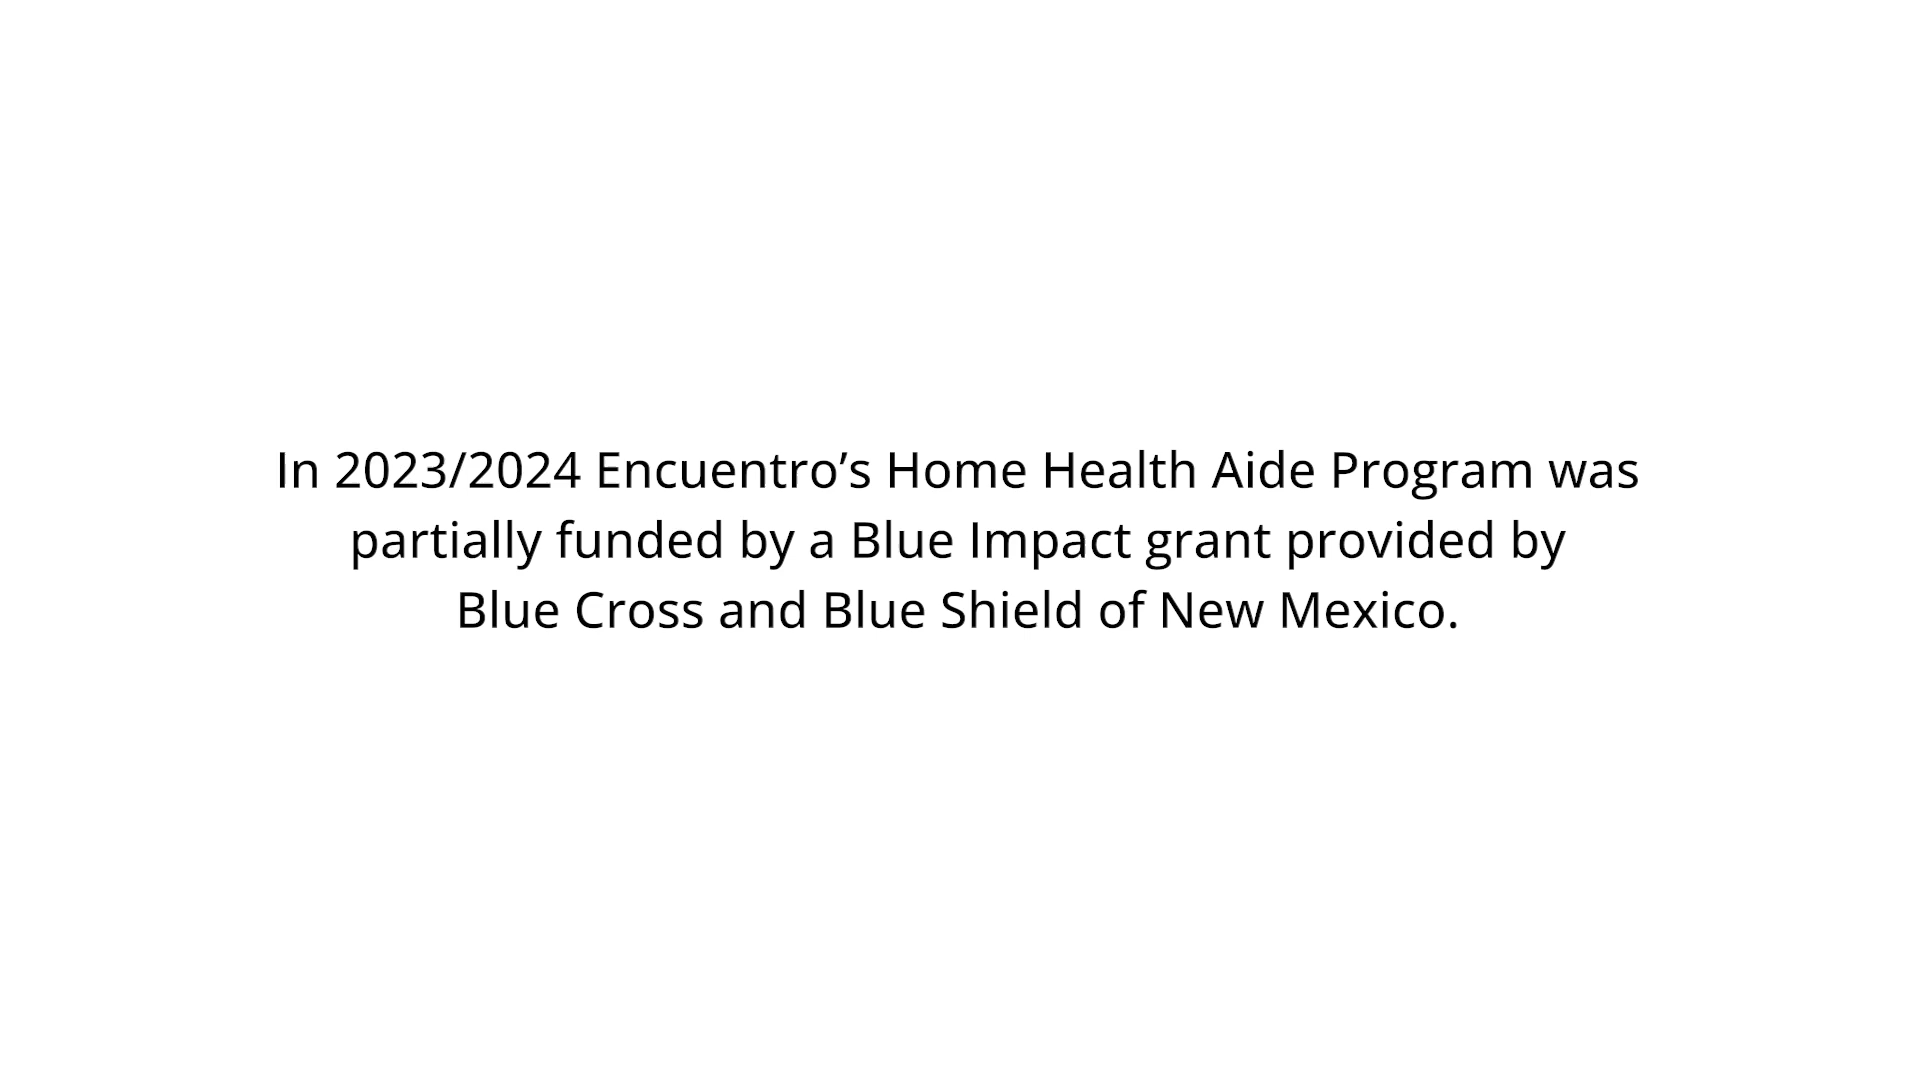 In 2023/2024 Encuentro’s Home Health Aide Program was
partially funded by a Blue Impact grant provided by
Blue Cross and Blue Shield of New Mexico.